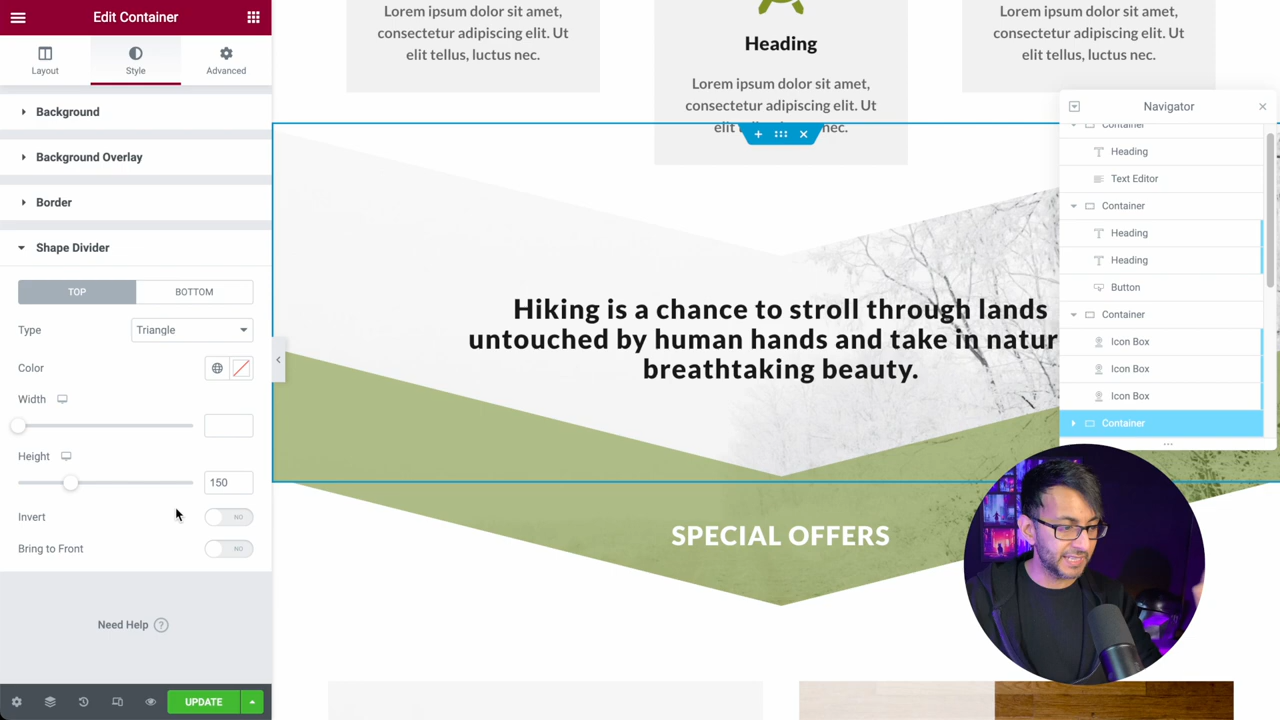 Edit Container
Layout
Style
Advanced
Background
Background Overlay
Border
Shape Divider
TOP
BOTTOM
Type
Triangle
Color
Width
Height
150
Invert
NO
Bring to Front
NO
Need Help
?
UPDATE
Lorem ipsum dolor sit amet,
consectetur adipiscing elit. Ut
elit tellus, luctus nec.
Heading
Lorem ipsum dolor sit amet,
consectetur adipiscing elit. Ut
elit
nec.
Lorem ipsum dolor sit amet,
consectetur adipiscing elit. Ut
elit tellus, luctus nec.
Hiking is a chance to stroll through lands
untouched by human hands and take in natur
breathtaking beauty.
SPECIAL OFFERS
Navigator
Container
Heading
Text Editor
Container
Heading
Heading
Button
Container
Icon Box
Icon Box
Icon Box
Container